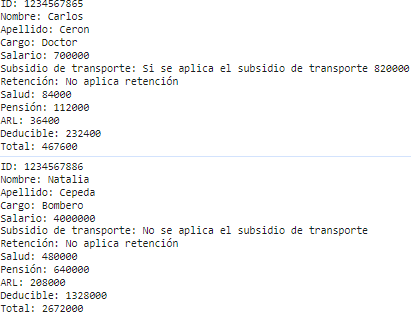 ID: 1234567865
Nombre: Carlos
Apellido: Ceron
Cargo: Doctor
Salario: 700000
Subsidio de transporte: Si se aplica el subsidio de transporte 820000
Retención: No aplica retención
Salud: 84000
Pensión: 112000
ARL: 36400
Deducible: 232400
Total: 467600
ID: 1234567886
Nombre: Natalia
Apellido: Cepeda
Cargo: Bombero
Salario: 4000000
Subsidio de transporte: No se aplica el subsidio de transporte
Retención: No aplica retención
Salud: 480000
Pensión: 640000
ARL: 208000
Deducible: 1328000
Total: 2672000